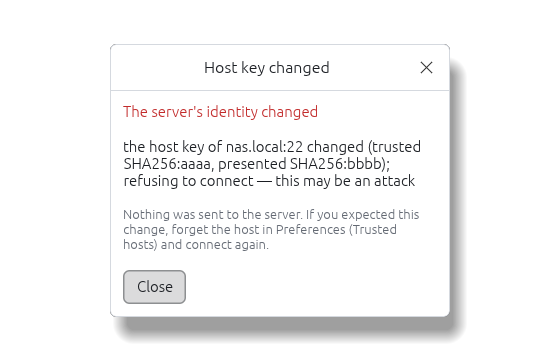 Host key changed
The server's identity changed
the host key of nas.local:22 changed (trusted
SHA256:aaaa, presented SHA256:bbbb);
refusing to connect — this may be an attack
Nothing was sent to the server. If you expected this
change, forget the host in Preferences (Trusted
hosts) and connect again.
Close